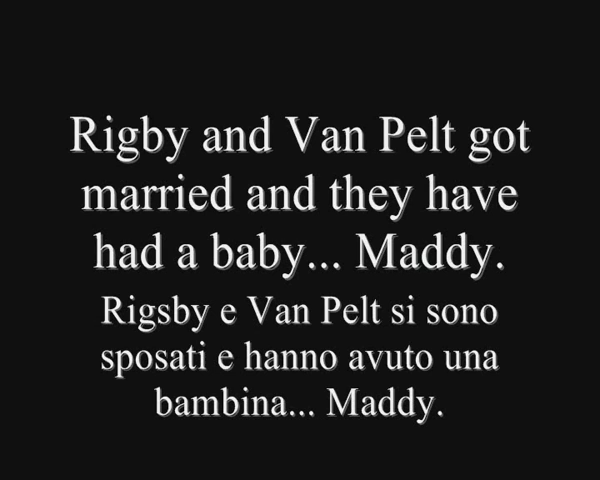 Rigby and Van Pelt got
married and they have
had a baby... Maddy.
Rigsby e Van Pelt si sono
sposati e hanno avuto una
bambina... Maddy.